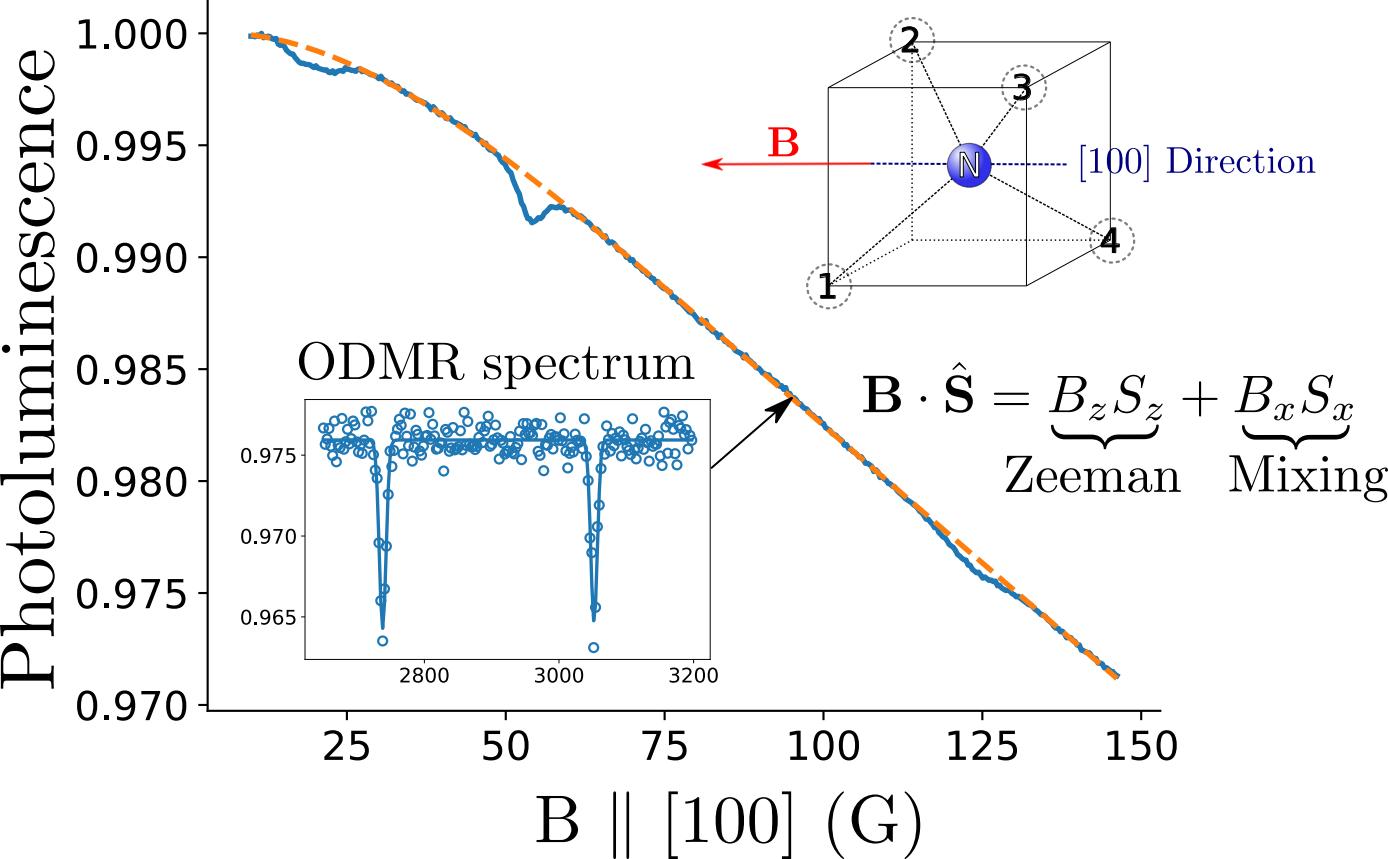 Photoluminescence
1.000
0.995
0.990
0.985
0.980
0.975
0.970
25 50 75 100 125 150
B ∥ [100] (G)
2
3
N
1
4
B
[100] Direction
ODMR spectrum
0.975
0.970
0.965
2800 3000 3200
B · Ŝ = B_z S_z + B_x S_x
Zeeman Mixing